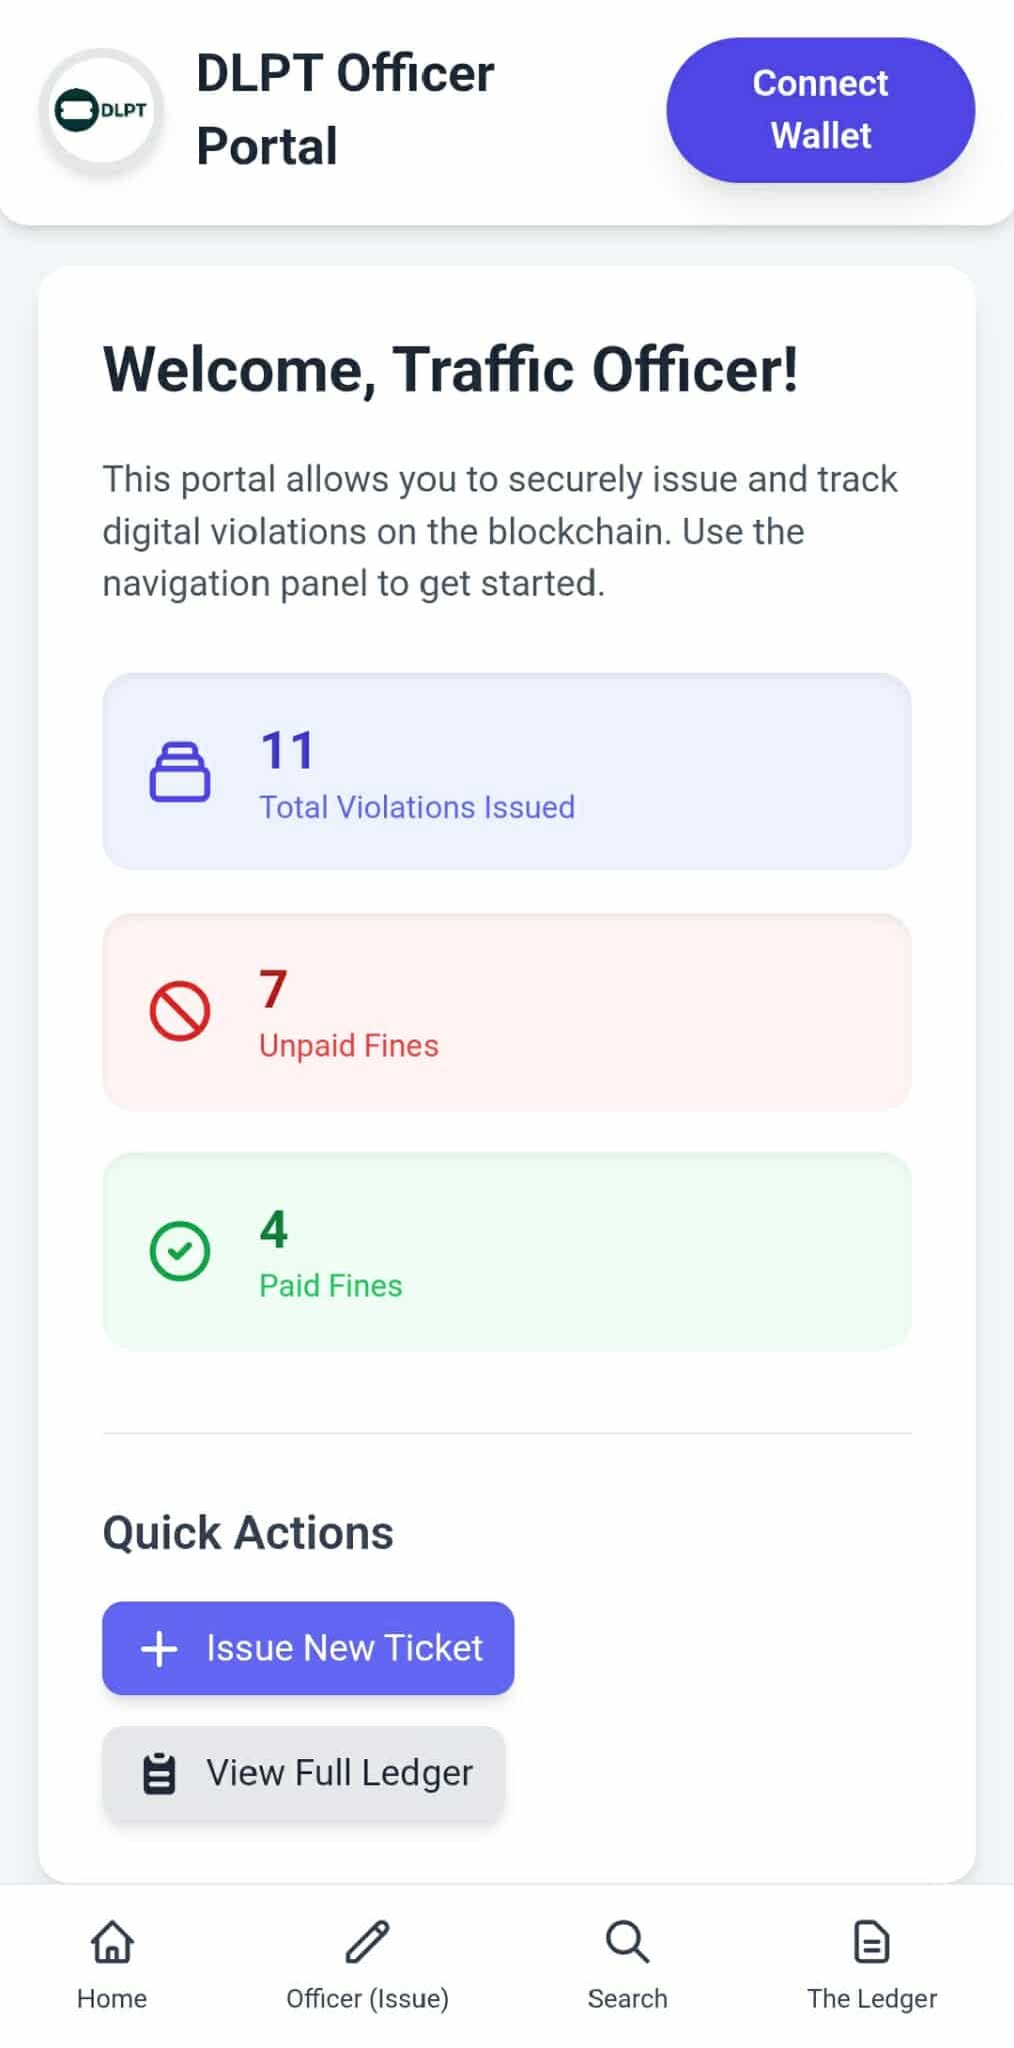 DLPT
DLPT Officer
Portal
Connect
Wallet
Welcome, Traffic Officer!
This portal allows you to securely issue and track
digital violations on the blockchain. Use the
navigation panel to get started.
11
Total Violations Issued
7
Unpaid Fines
4
Paid Fines
Quick Actions
Issue New Ticket
View Full Ledger
Home
Officer (Issue)
Search
The Ledger